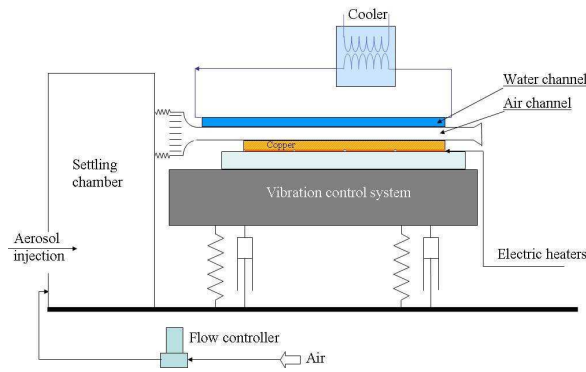 Cooler
Water channel
Air channel
Copper
Settling
chamber
Vibration control system
Aerosol
injection
Electric heaters
Flow controller
Air